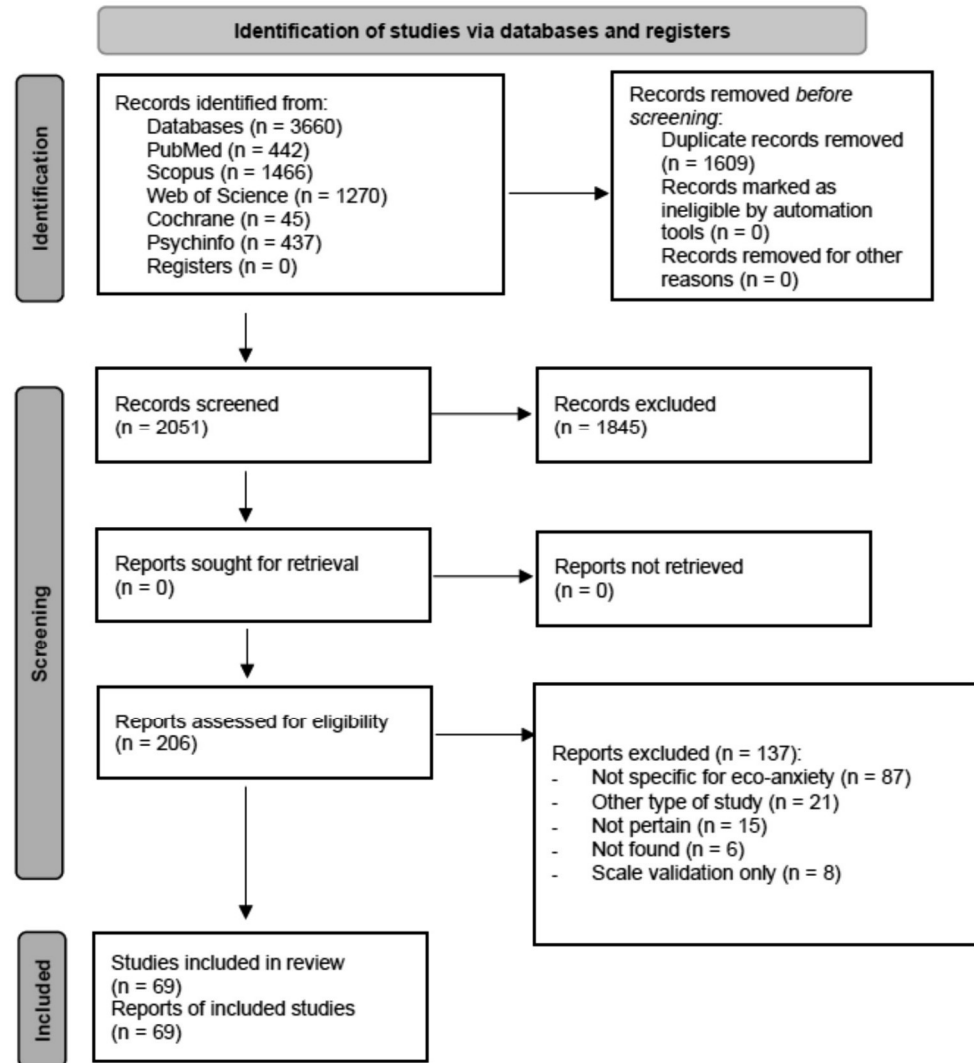 Identification of studies via databases and registers
Identification
Records identified from:
Databases (n = 3660)
PubMed (n = 442)
Scopus (n = 1466)
Web of Science (n = 1270)
Cochrane (n = 45)
Psychinfo (n = 437)
Registers (n = 0)
Records removed before
screening:
Duplicate records removed
(n = 1609)
Records marked as
ineligible by automation
tools (n = 0)
Records removed for other
reasons (n = 0)
Screening
Records screened
(n = 2051)
Records excluded
(n = 1845)
Reports sought for retrieval
(n = 0)
Reports not retrieved
(n = 0)
Reports assessed for eligibility
(n = 206)
Reports excluded (n = 137):
- Not specific for eco-anxiety (n = 87)
- Other type of study (n = 21)
- Not pertain (n = 15)
- Not found (n = 6)
- Scale validation only (n = 8)
Included
Studies included in review
(n = 69)
Reports of included studies
(n = 69)